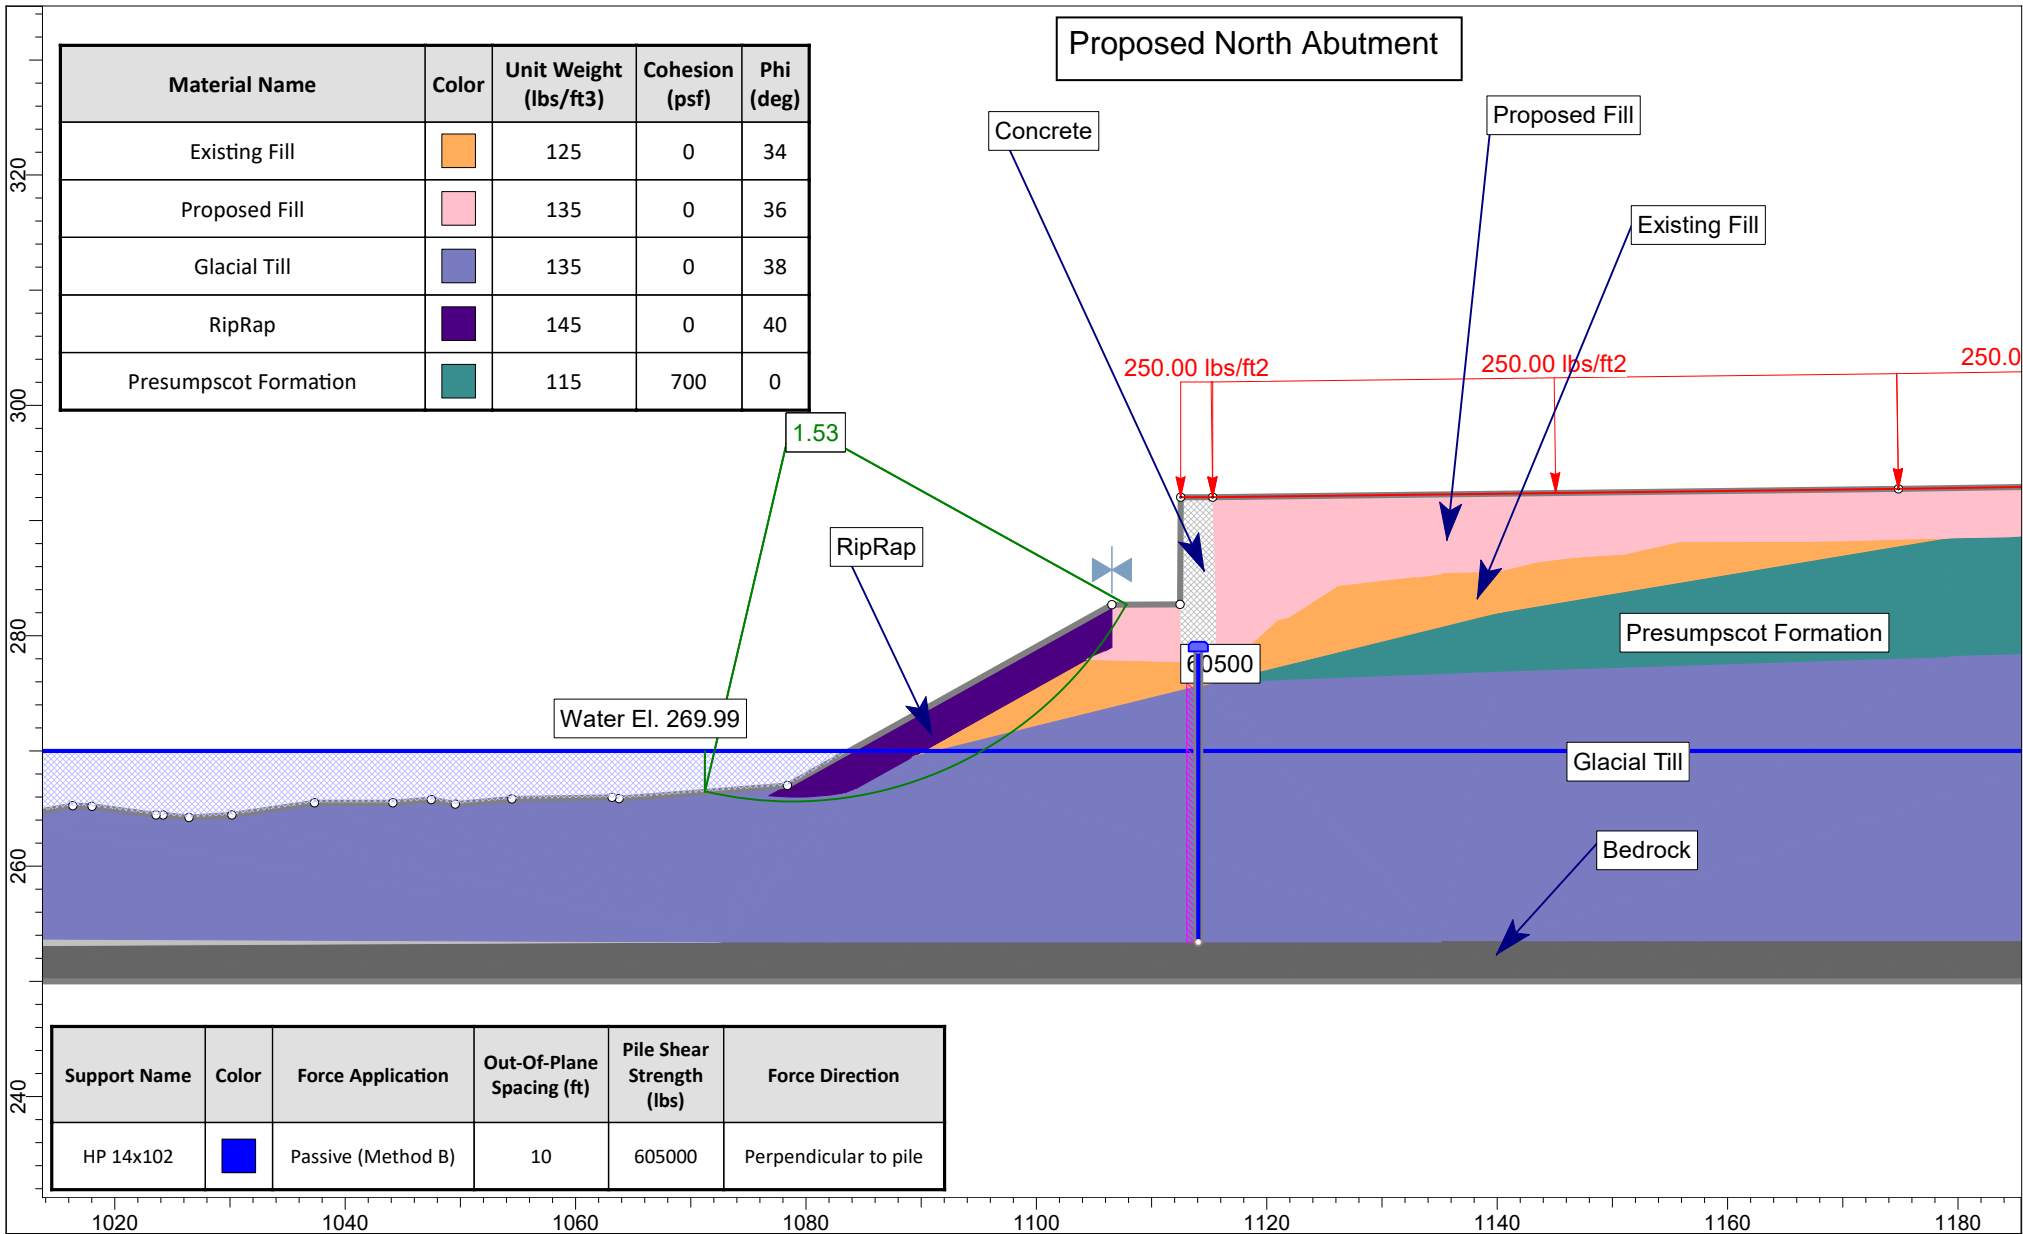 Proposed North Abutment
Material Name Color Unit Weight (lbs/ft3) Cohesion (psf) Phi (deg)
Existing Fill 125 0 34
Proposed Fill 135 0 36
Glacial Till 135 0 38
RipRap 145 0 40
Presumpscot Formation 115 700 0
Concrete
Proposed Fill
Existing Fill
250.00 lbs/ft2
250.00 lbs/ft2
250.0
1.53
RipRap
Presumpscot Formation
60500
Water El. 269.99
Glacial Till
Bedrock
Support Name Color Force Application Out-Of-Plane Spacing (ft) Pile Shear Strength (lbs) Force Direction
HP 14x102 Passive (Method B) 10 605000 Perpendicular to pile
320
300
280
260
240
1020 1040 1060 1080 1100 1120 1140 1160 1180